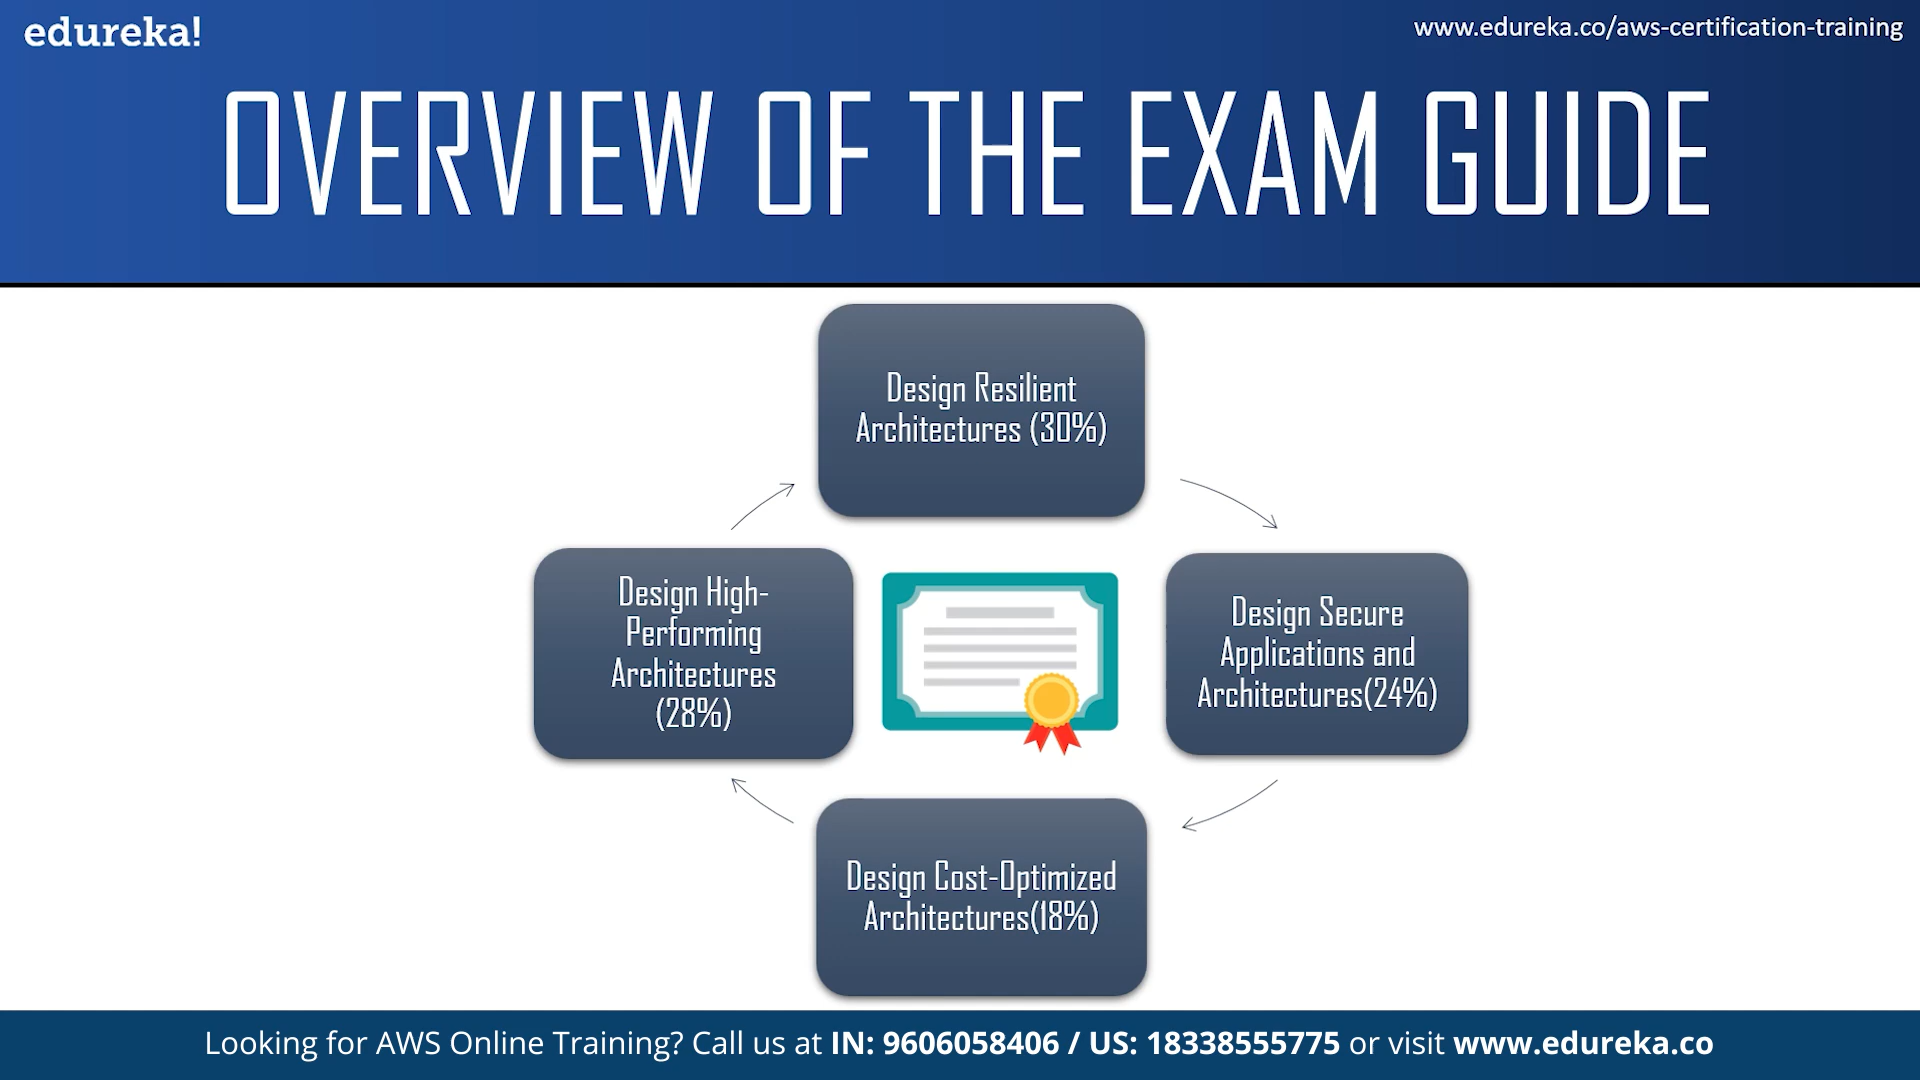 edureka!
www.edureka.co/aws-certification-training
OVERVIEW OF THE EXAM GUIDE
Design Resilient
Architectures (30%)
Design High-
Performing
Architectures
(28%)
Design Secure
Applications and
Architectures(24%)
Design Cost-Optimized
Architectures(18%)
Looking for AWS Online Training? Call us at IN: 9606058406 / US: 18338555775 or visit www.edureka.co